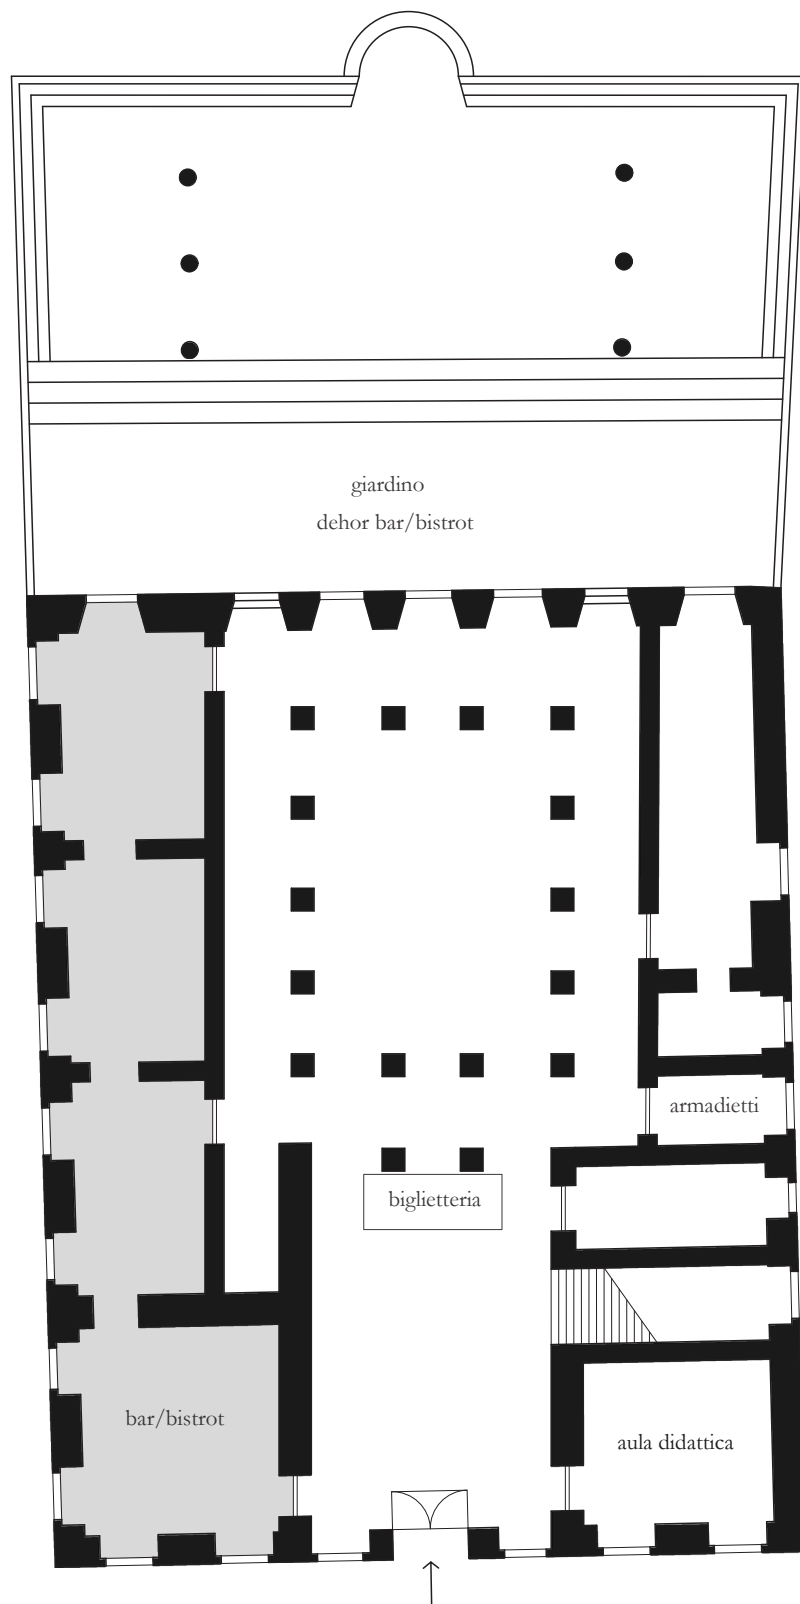 giardino
dehor bar/bistrot
armadietti
biglietteria
bar/bistrot
aula didattica